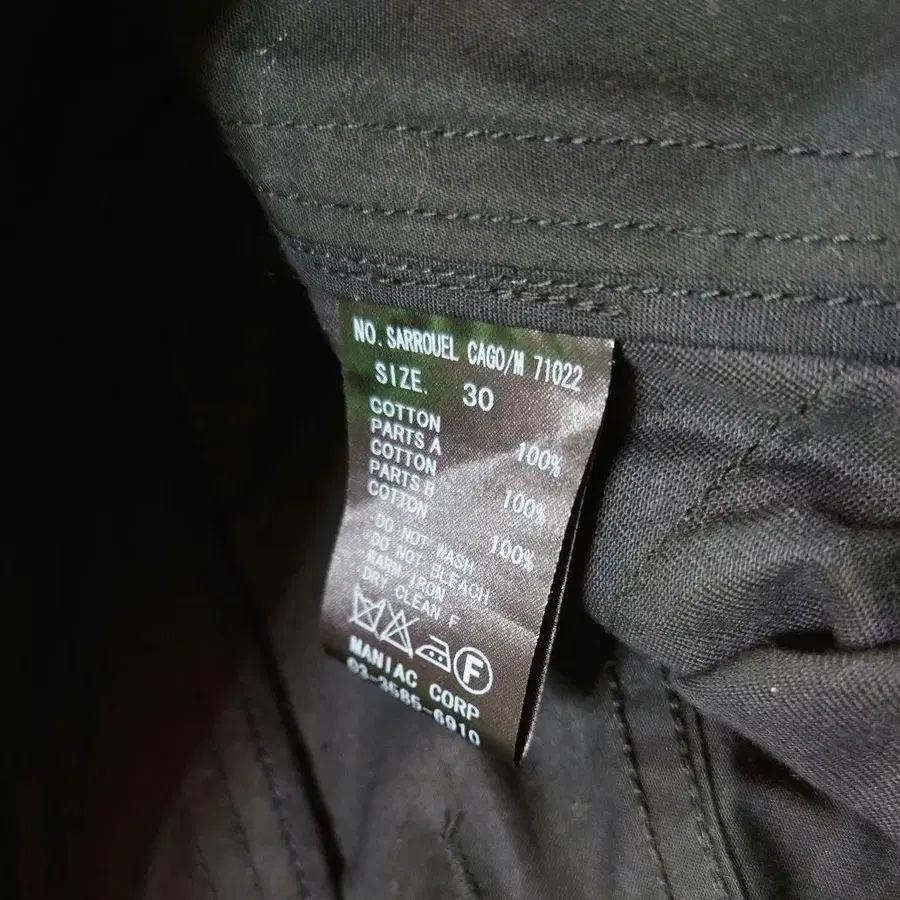 NO. SARROUEL CAGO/M 71022
SIZE. 30
COTTON 100%
PARTS A
COTTON 100%
PARTS B
COTTON 100%
DO NOT WASH
DO NOT BLEACH
WARM IRON
DRY CLEAN F
F
MANIAC CORP
03-3585-6910